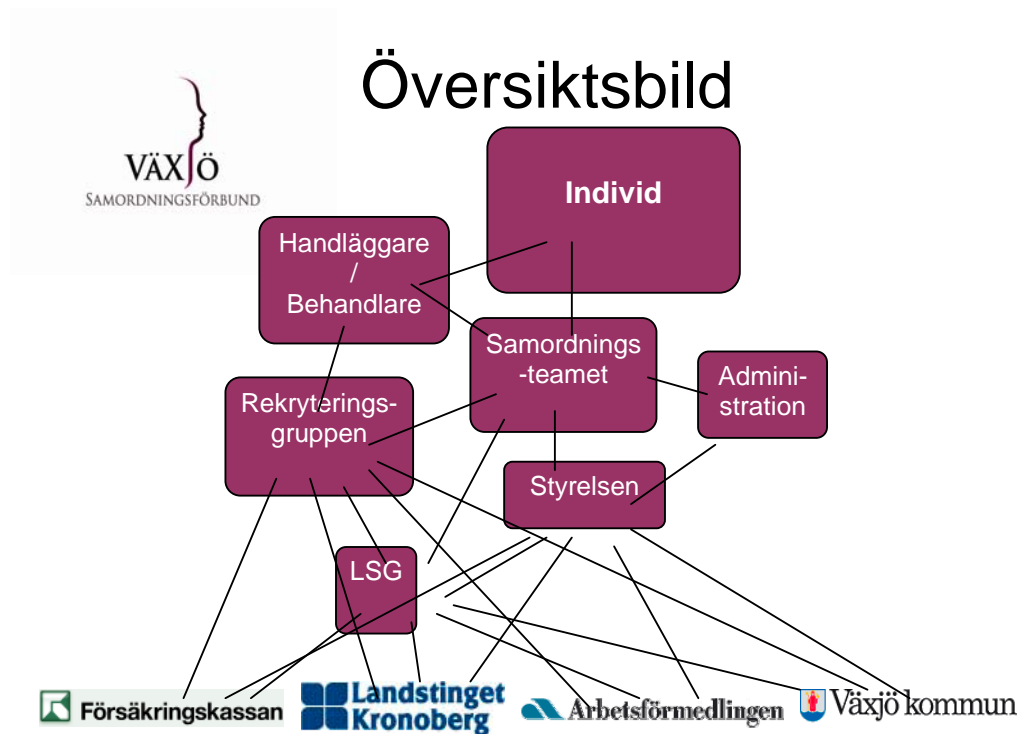 Översiktsbild
VÄXJÖ
SAMORDNINGSFÖRBUND
Individ
Handläggare
/
Behandlare
Samordnings
-teamet
Admini-
stration
Rekryterings-
gruppen
Styrelsen
LSG
Försäkringskassan
Landstinget
Kronoberg
Arbetsförmedlingen
Växjö kommun